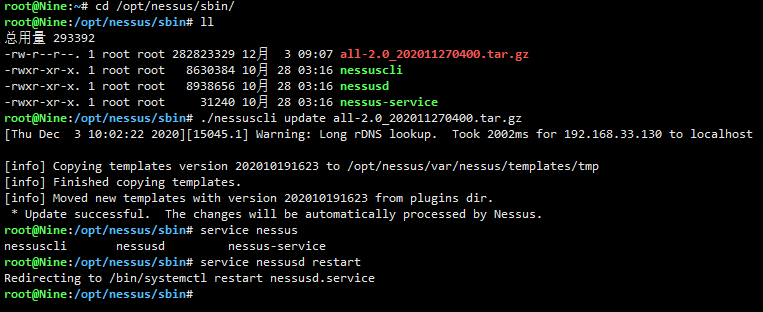 root@Nine:~# cd /opt/nessus/sbin/
root@Nine:/opt/nessus/sbin# ll
总用量 293392
-rw-r--r--. 1 root root 282823329 12月  3 09:07 all-2.0_202011270400.tar.gz
-rwxr-xr-x. 1 root root   8630384 10月 28 03:16 nessuscli
-rwxr-xr-x. 1 root root   8938656 10月 28 03:16 nessusd
-rwxr-xr-x. 1 root root     31240 10月 28 03:16 nessus-service
root@Nine:/opt/nessus/sbin# ./nessuscli update all-2.0_202011270400.tar.gz
[Thu Dec  3 10:02:22 2020][15045.1] Warning: Long rDNS lookup.  Took 2002ms for 192.168.33.130 to localhost
[info] Copying templates version 202010191623 to /opt/nessus/var/nessus/templates/tmp
[info] Finished copying templates.
[info] Moved new templates with version 202010191623 from plugins dir.
 * Update successful.  The changes will be automatically processed by Nessus.
root@Nine:/opt/nessus/sbin# service nessus
nessuscli       nessusd         nessus-service
root@Nine:/opt/nessus/sbin# service nessusd restart
Redirecting to /bin/systemctl restart nessusd.service
root@Nine:/opt/nessus/sbin#